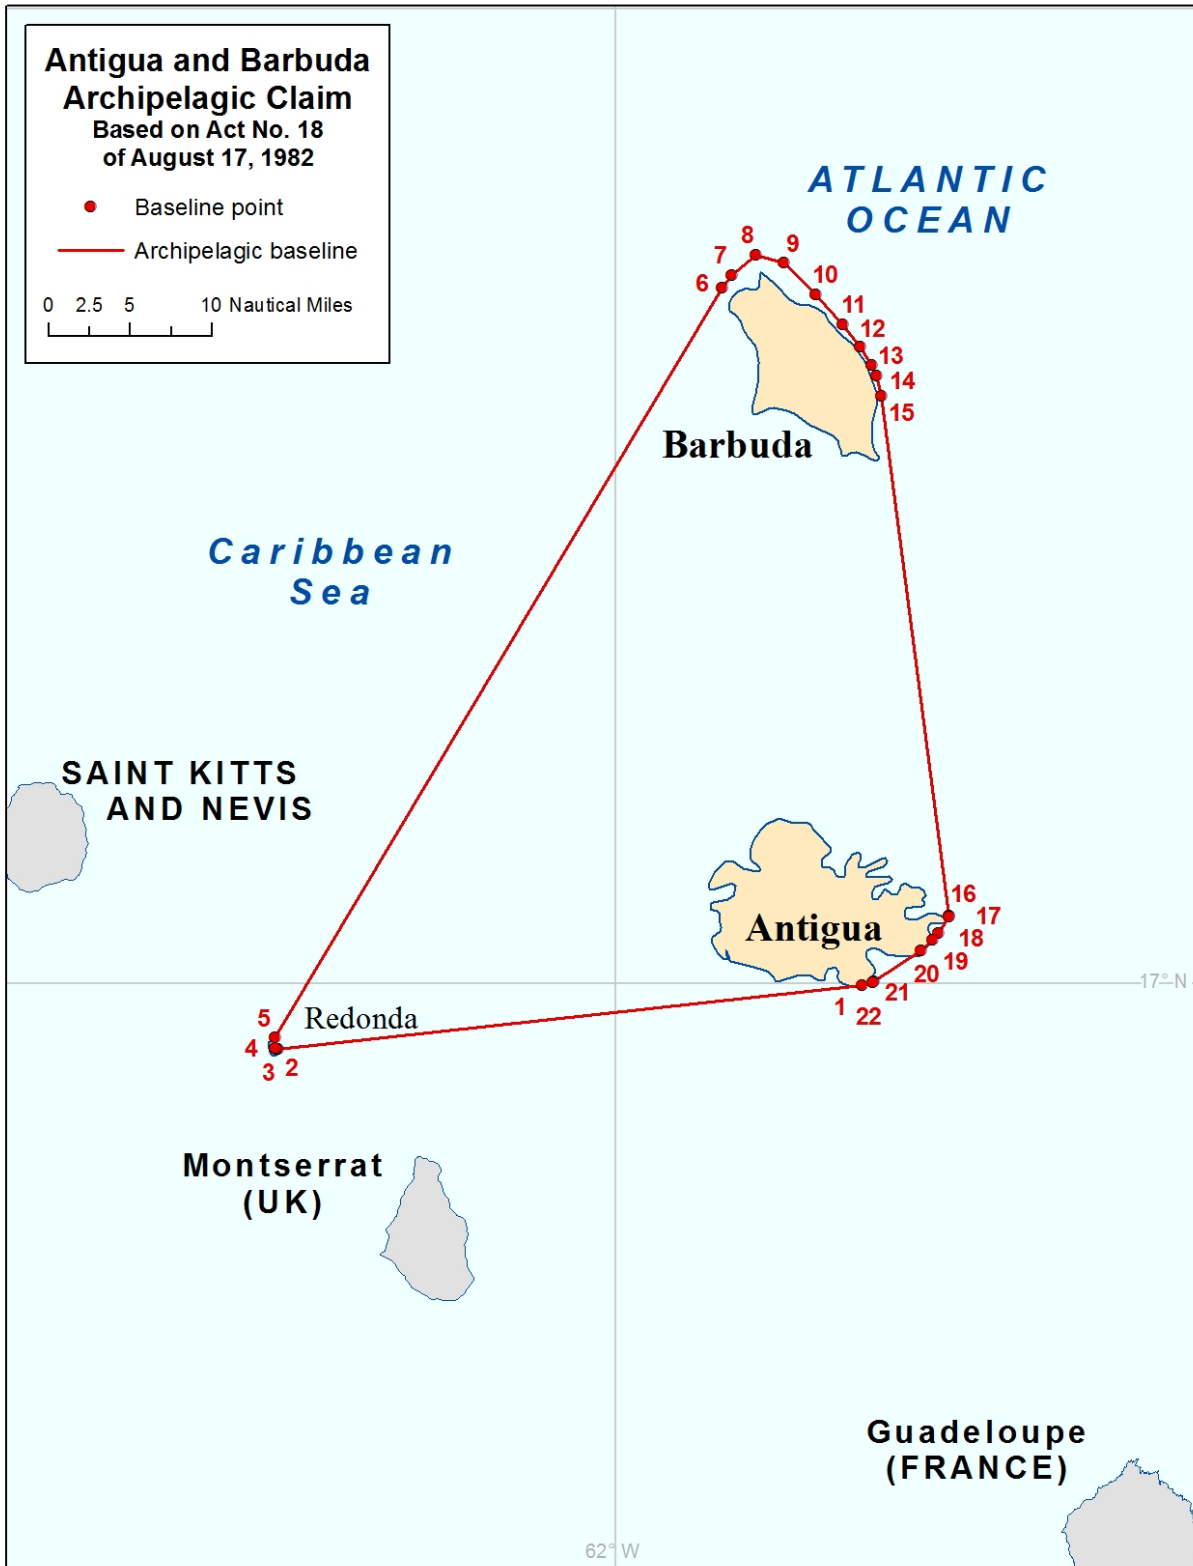 Antigua and Barbuda
Archipelagic Claim
Based on Act No. 18
of August 17, 1982
Baseline point
Archipelagic baseline
0 2.5 5 10 Nautical Miles
ATLANTIC
OCEAN
8
9
7
6
10
11
12
13
14
15
Barbuda
Caribbean
Sea
SAINT KITTS
AND NEVIS
16
17
Antigua
18
19
20
17° N
21
1
22
5
Redonda
4
2
3
Montserrat
(UK)
Guadeloupe
(FRANCE)
62° W